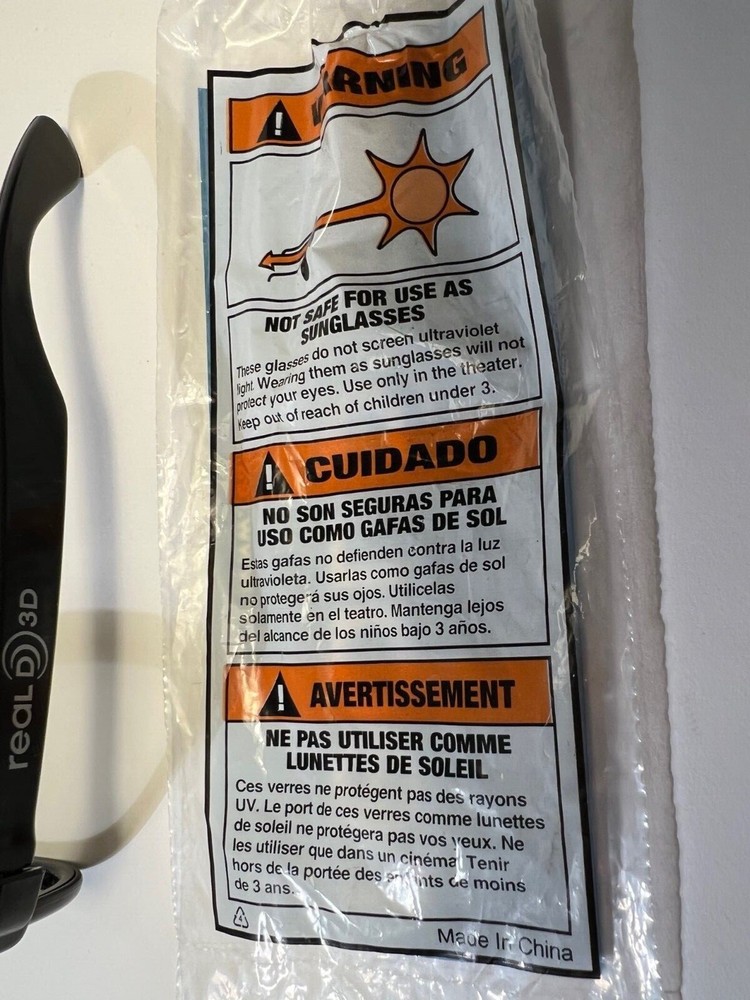 WARNING
NOT SAFE FOR USE AS
SUNGLASSES
These glasses do not screen ultraviolet
light. Wearing them as sunglasses will not
protect your eyes. Use only in the theater.
Keep out of reach of children under 3.
CUIDADO
NO SON SEGURAS PARA
USO COMO GAFAS DE SOL
Estas gafas no defienden contra la luz
ultravioleta. Usarlas como gafas de sol
no protegerá sus ojos. Utilicelas
solamente en el teatro. Mantenga lejos
del alcance de los niños bajo 3 años.
AVERTISSEMENT
NE PAS UTILISER COMME
LUNETTES DE SOLEIL
Ces verres ne protégent pas des rayons
UV. Le port de ces verres comme lunettes
de soleil ne protégera pas vos yeux. Ne
les utiliser que dans un cinéma. Tenir
hors de la portée des enfants de moins
de 3 ans.
4
Made In China
REALD 3D